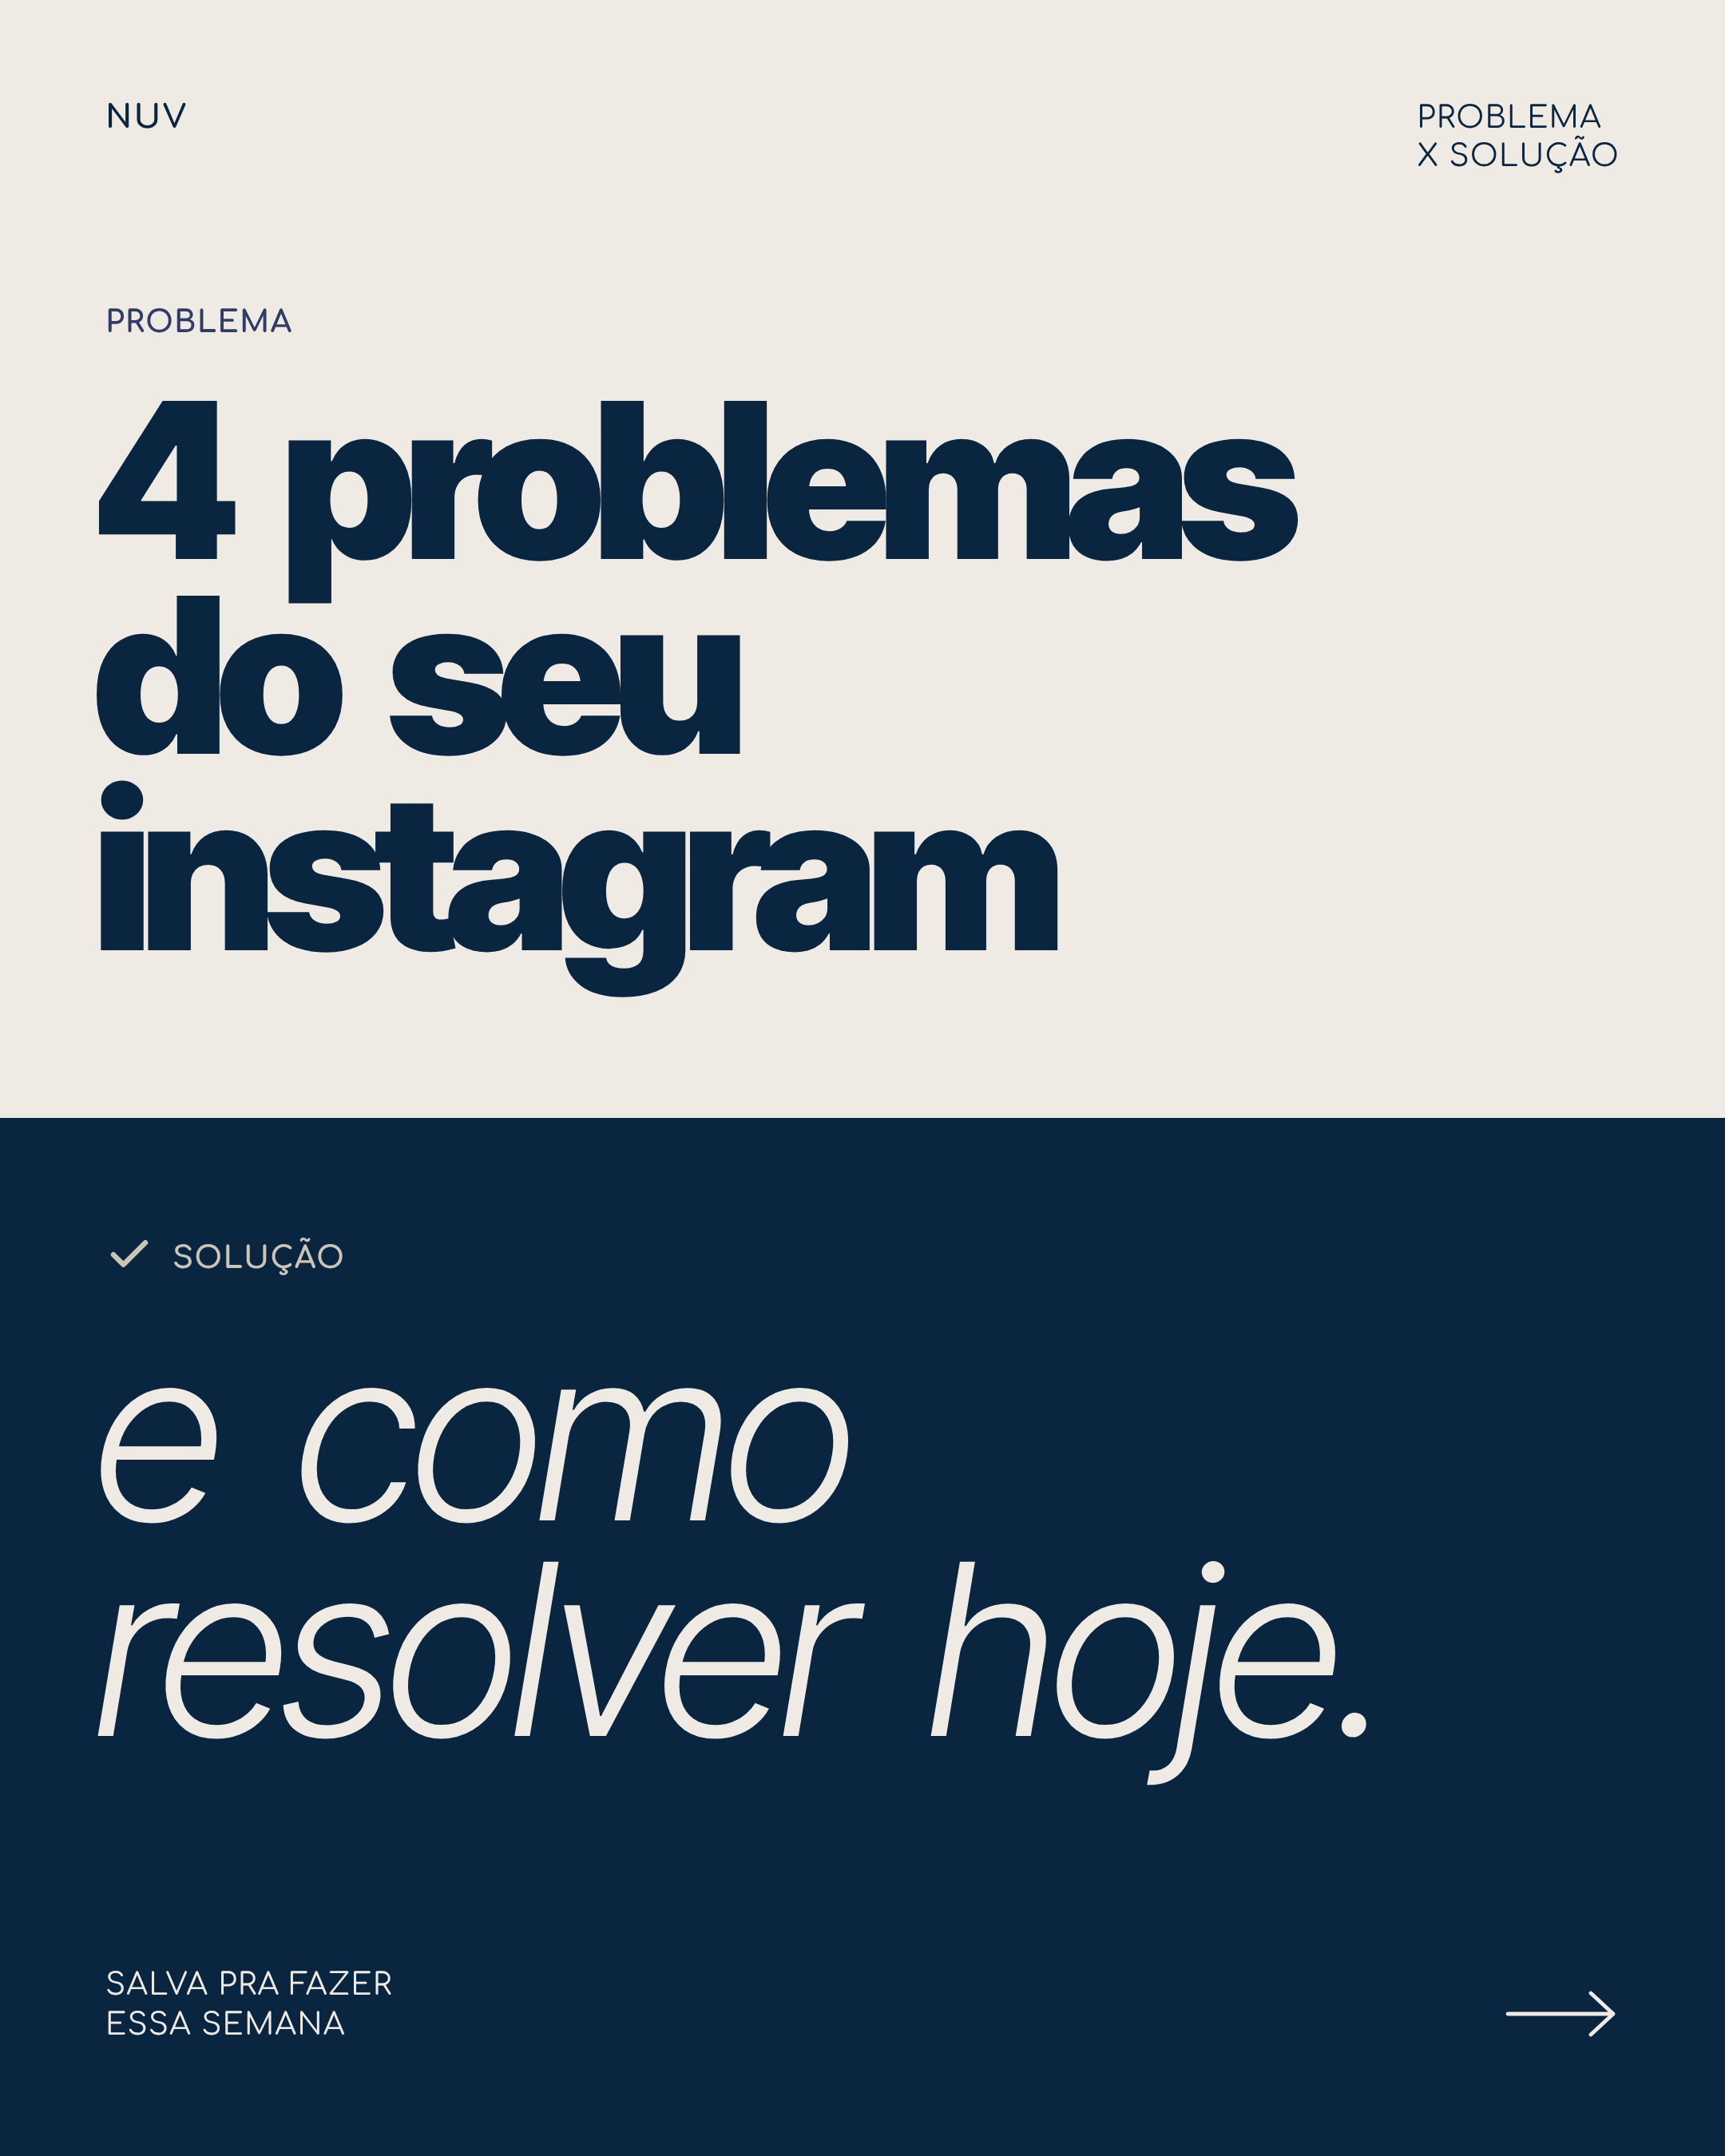 NUV
PROBLEMA
X SOLUÇÃO
PROBLEMA
4 problemas
do seu
instagram
SOLUÇÃO
e como
resolver hoje.
SALVA PRA FAZER
ESSA SEMANA